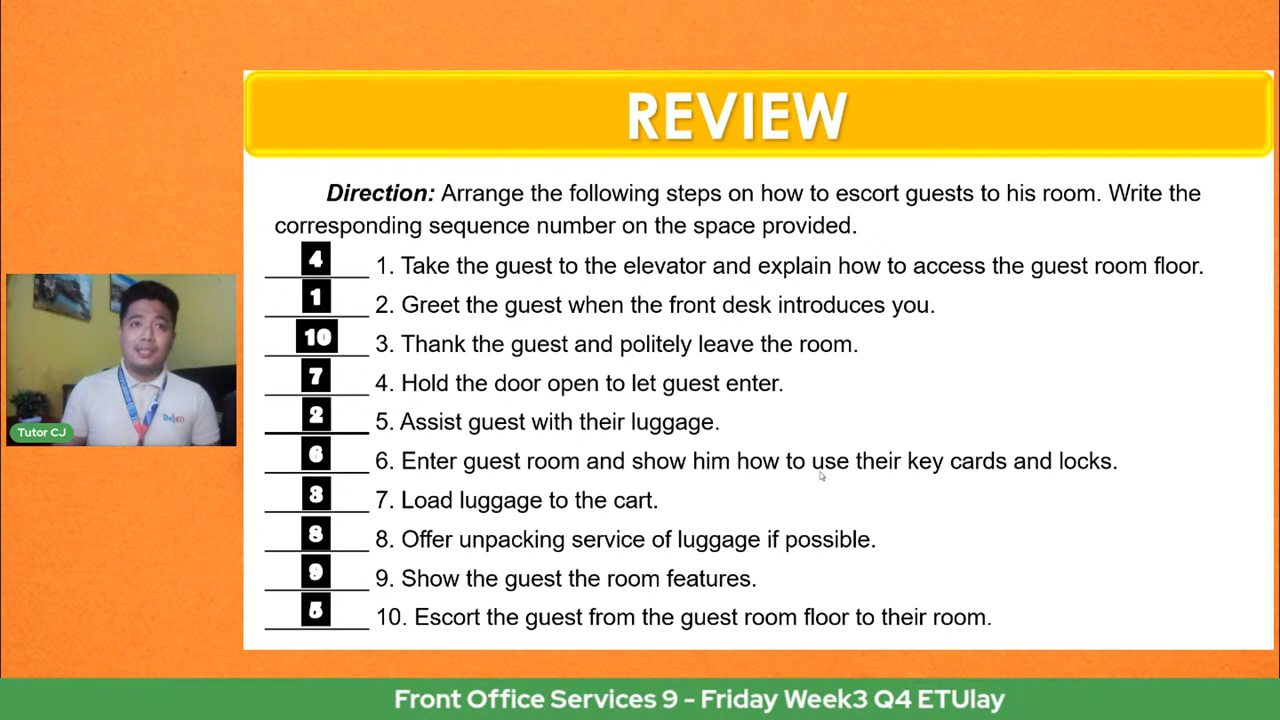 REVIEW
Direction: Arrange the following steps on how to escort guests to his room. Write the
corresponding sequence number on the space provided.
4 1. Take the guest to the elevator and explain how to access the guest room floor.
1 2. Greet the guest when the front desk introduces you.
10 3. Thank the guest and politely leave the room.
7 4. Hold the door open to let guest enter.
2 5. Assist guest with their luggage.
6 6. Enter guest room and show him how to use their key cards and locks.
3 7. Load luggage to the cart.
8 8. Offer unpacking service of luggage if possible.
9 9. Show the guest the room features.
5 10. Escort the guest from the guest room floor to their room.
Tutor CJ
Front Office Services 9 - Friday Week3 Q4 ETUlay